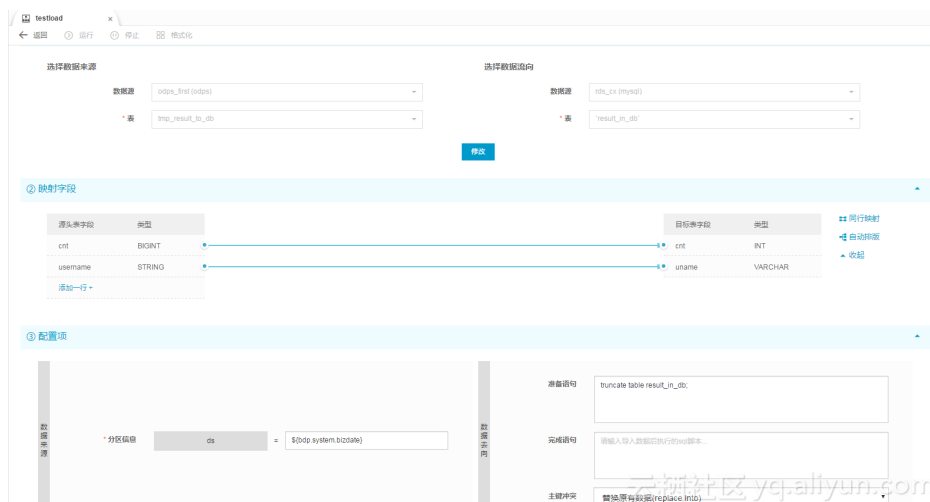 testload ×
返回 运行 停止 格式化
选择数据来源 选择数据流向
数据源 odps_first (odps) 数据源 rds_cx (mysql)
* 表 tmp_result_to_db * 表 `result_in_db`
修改
② 映射字段
源头表字段 类型 目标表字段 类型 同行映射
cnt BIGINT cnt INT 自动排版
username STRING uname VARCHAR 收起
添加一行 +
③ 配置项
数据来源
* 分区信息 ds = ${bdp.system.bizdate}
数据去向
准备语句 truncate table result_in_db;
完成语句 请输入导入数据后执行的sql脚本...
主键冲突 替换原有数据(replace into)
云栖社区 yq.aliyun.com